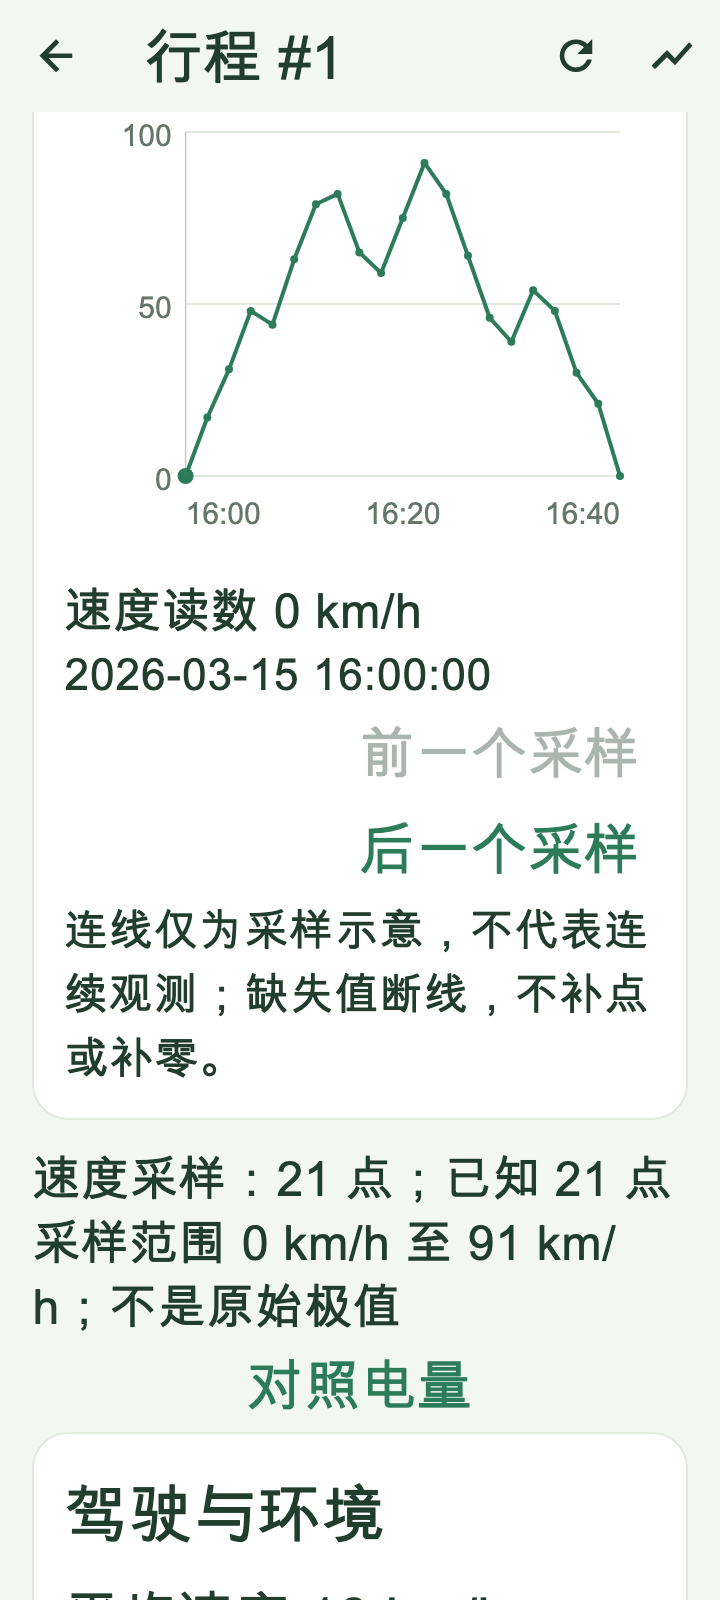 行程 #1
100
50
0
16:00 16:20 16:40
速度读数 0 km/h
2026-03-15 16:00:00
前一个采样
后一个采样
连线仅为采样示意，不代表连
续观测；缺失值断线，不补点
或补零。
速度采样：21 点；已知 21 点
采样范围 0 km/h 至 91 km/
h；不是原始极值
对照电量
驾驶与环境